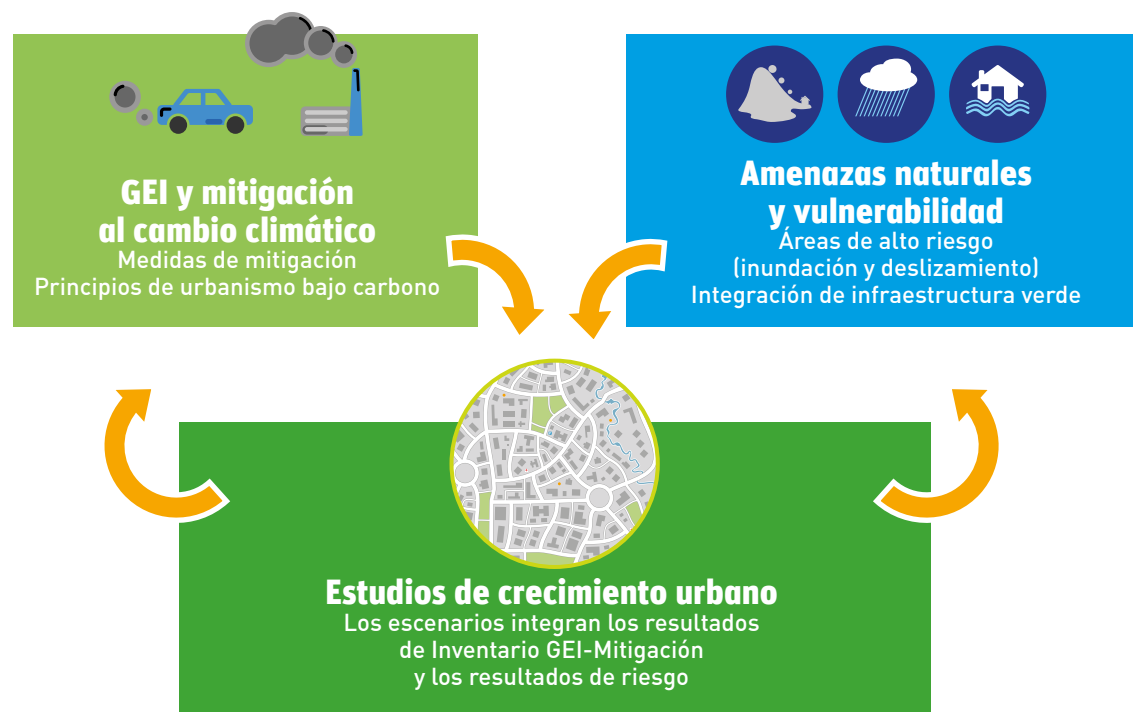 GEI y mitigación
al cambio climático
Medidas de mitigación
Principios de urbanismo bajo carbono
Amenazas naturales
y vulnerabilidad
Áreas de alto riesgo
(inundación y deslizamiento)
Integración de infraestructura verde
Estudios de crecimiento urbano
Los escenarios integran los resultados
de Inventario GEI-Mitigación
y los resultados de riesgo